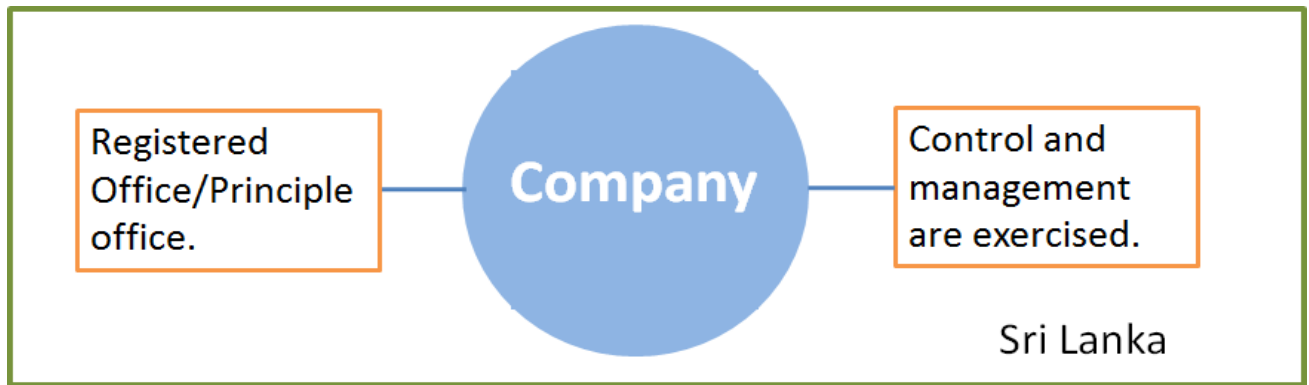 Registered
Office/Principle
office.
Company
Control and
management
are exercised.
Sri Lanka